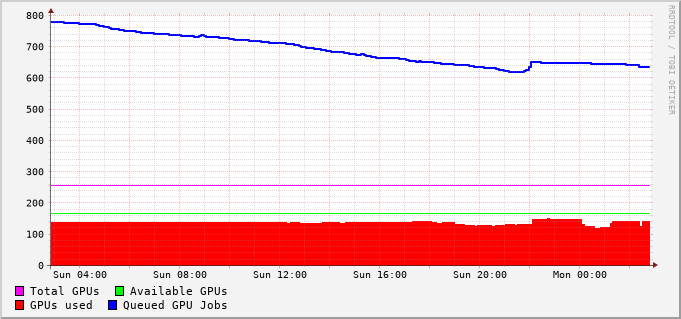 800
700
600
500
400
300
200
100
0
Sun 04:00 Sun 08:00 Sun 12:00 Sun 16:00 Sun 20:00 Mon 00:00
Total GPUs Available GPUs
GPUs used Queued GPU Jobs
RRDTOOL / TOBI OETIKER